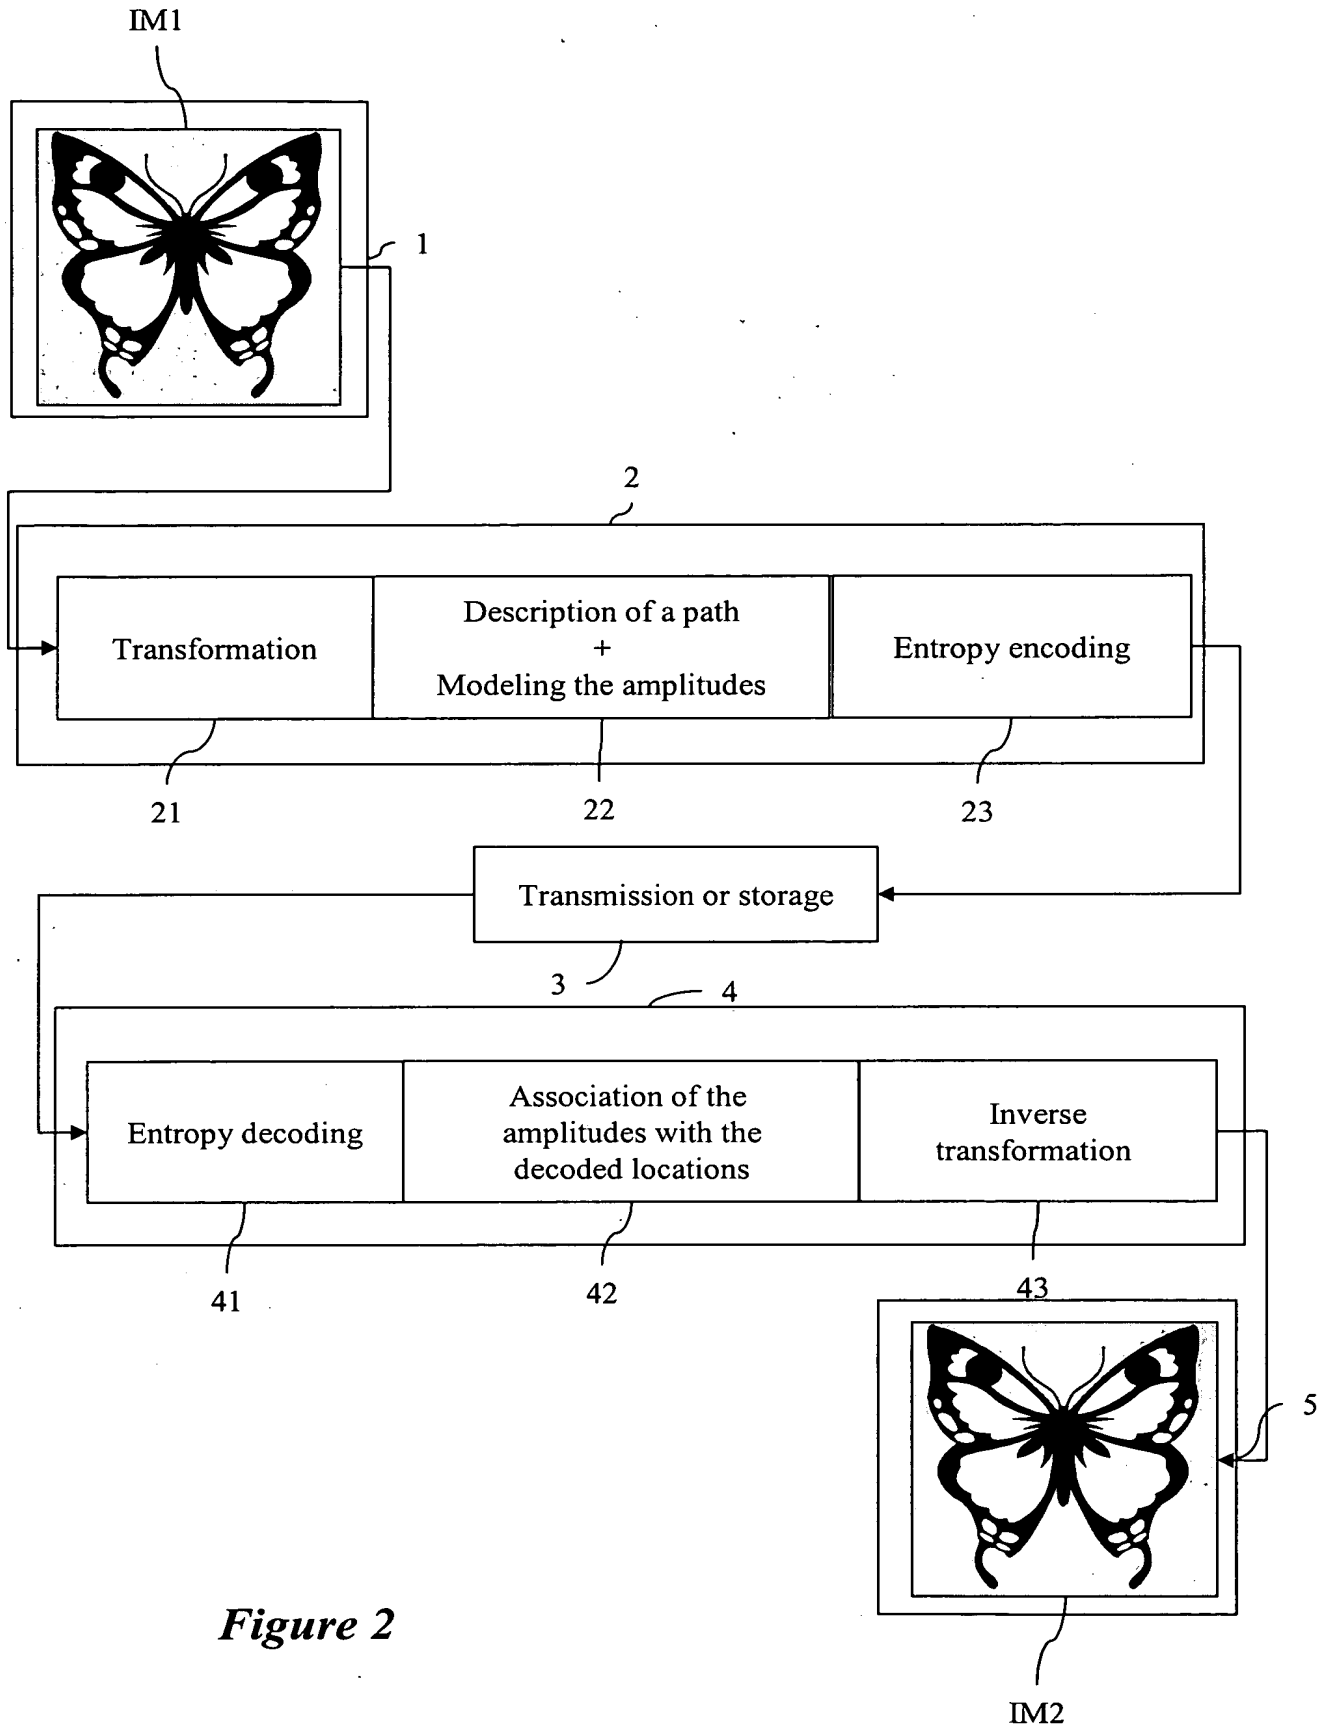 IM1
1
2
Transformation
Description of a path
+
Modeling the amplitudes
Entropy encoding
21
22
23
Transmission or storage
3
4
Entropy decoding
Association of the
amplitudes with the
decoded locations
Inverse
transformation
41
42
43
5
Figure 2
IM2